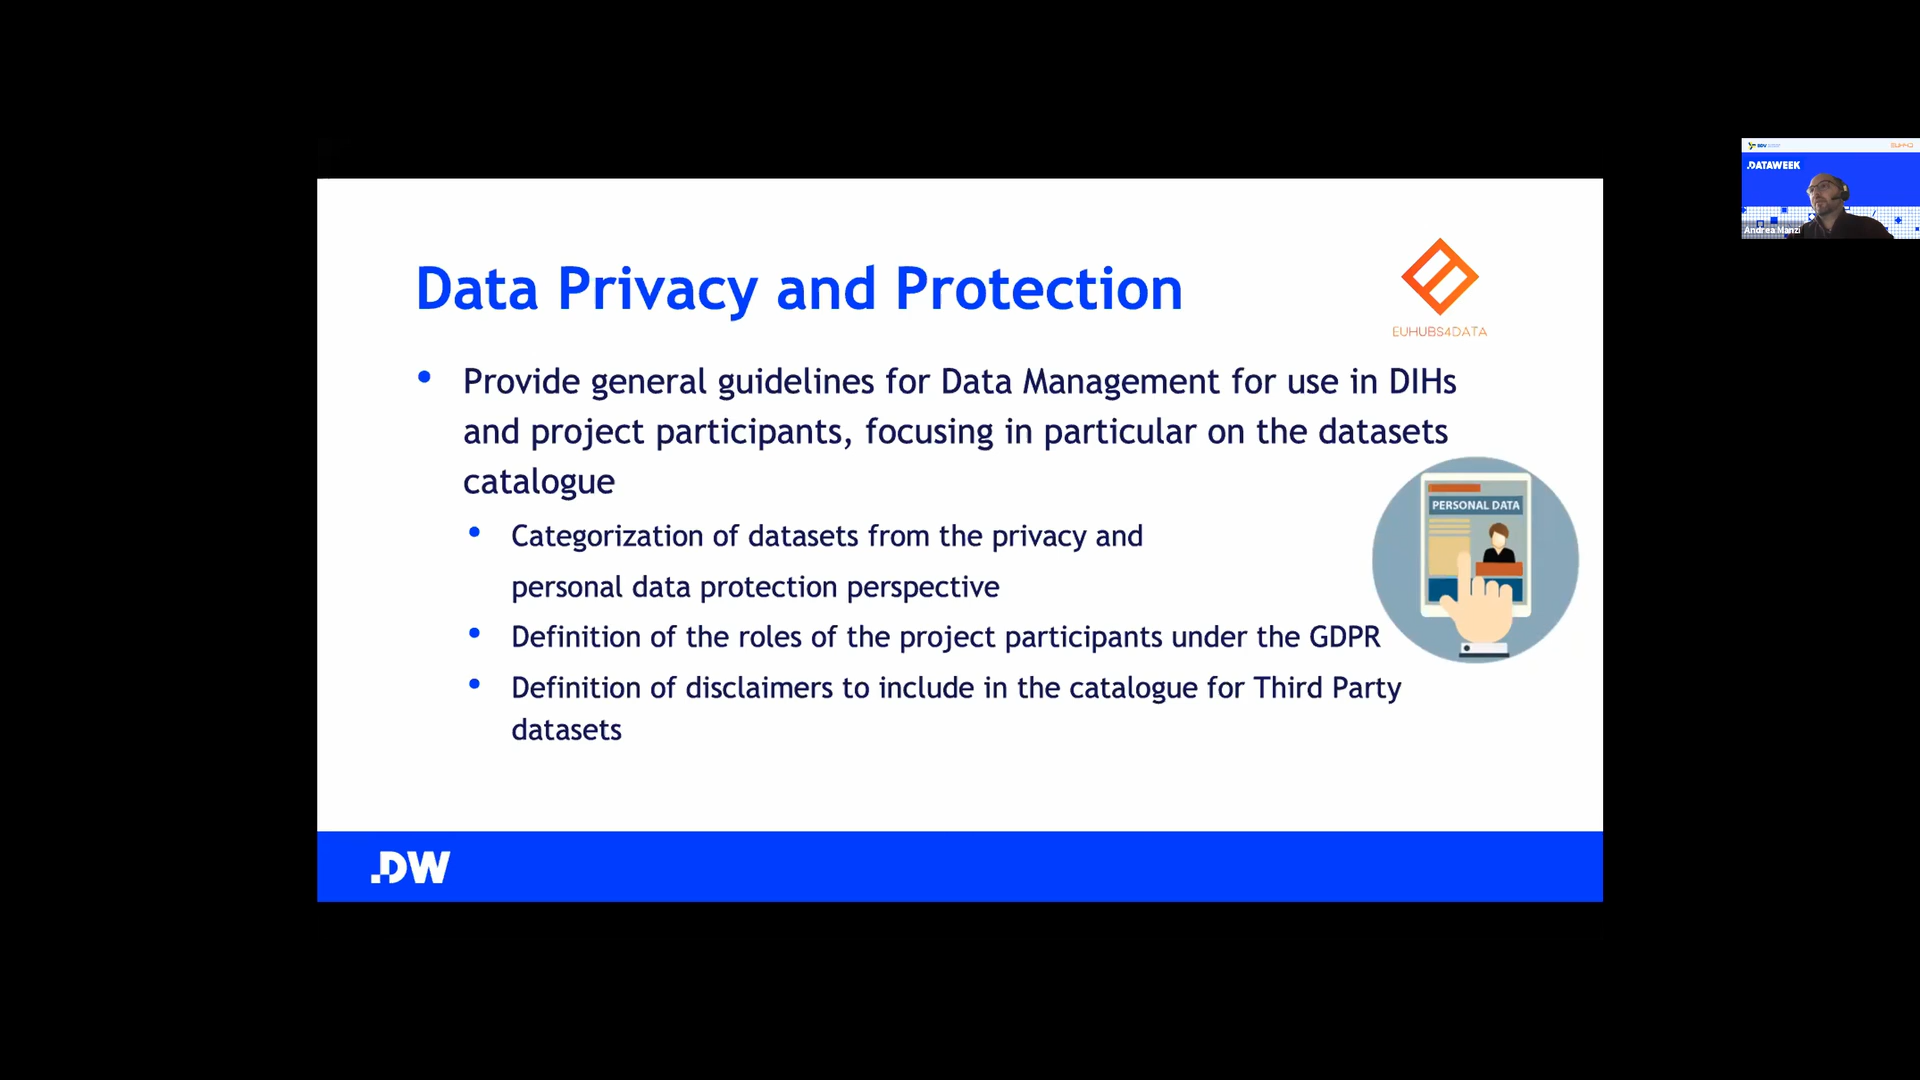 Data Privacy and Protection
EUHUBS4DATA
• Provide general guidelines for Data Management for use in DIHs
and project participants, focusing in particular on the datasets
catalogue
• Categorization of datasets from the privacy and
personal data protection perspective
• Definition of the roles of the project participants under the GDPR
• Definition of disclaimers to include in the catalogue for Third Party
datasets
PERSONAL DATA
.DW
.DATAWEEK
Andrea Manzi